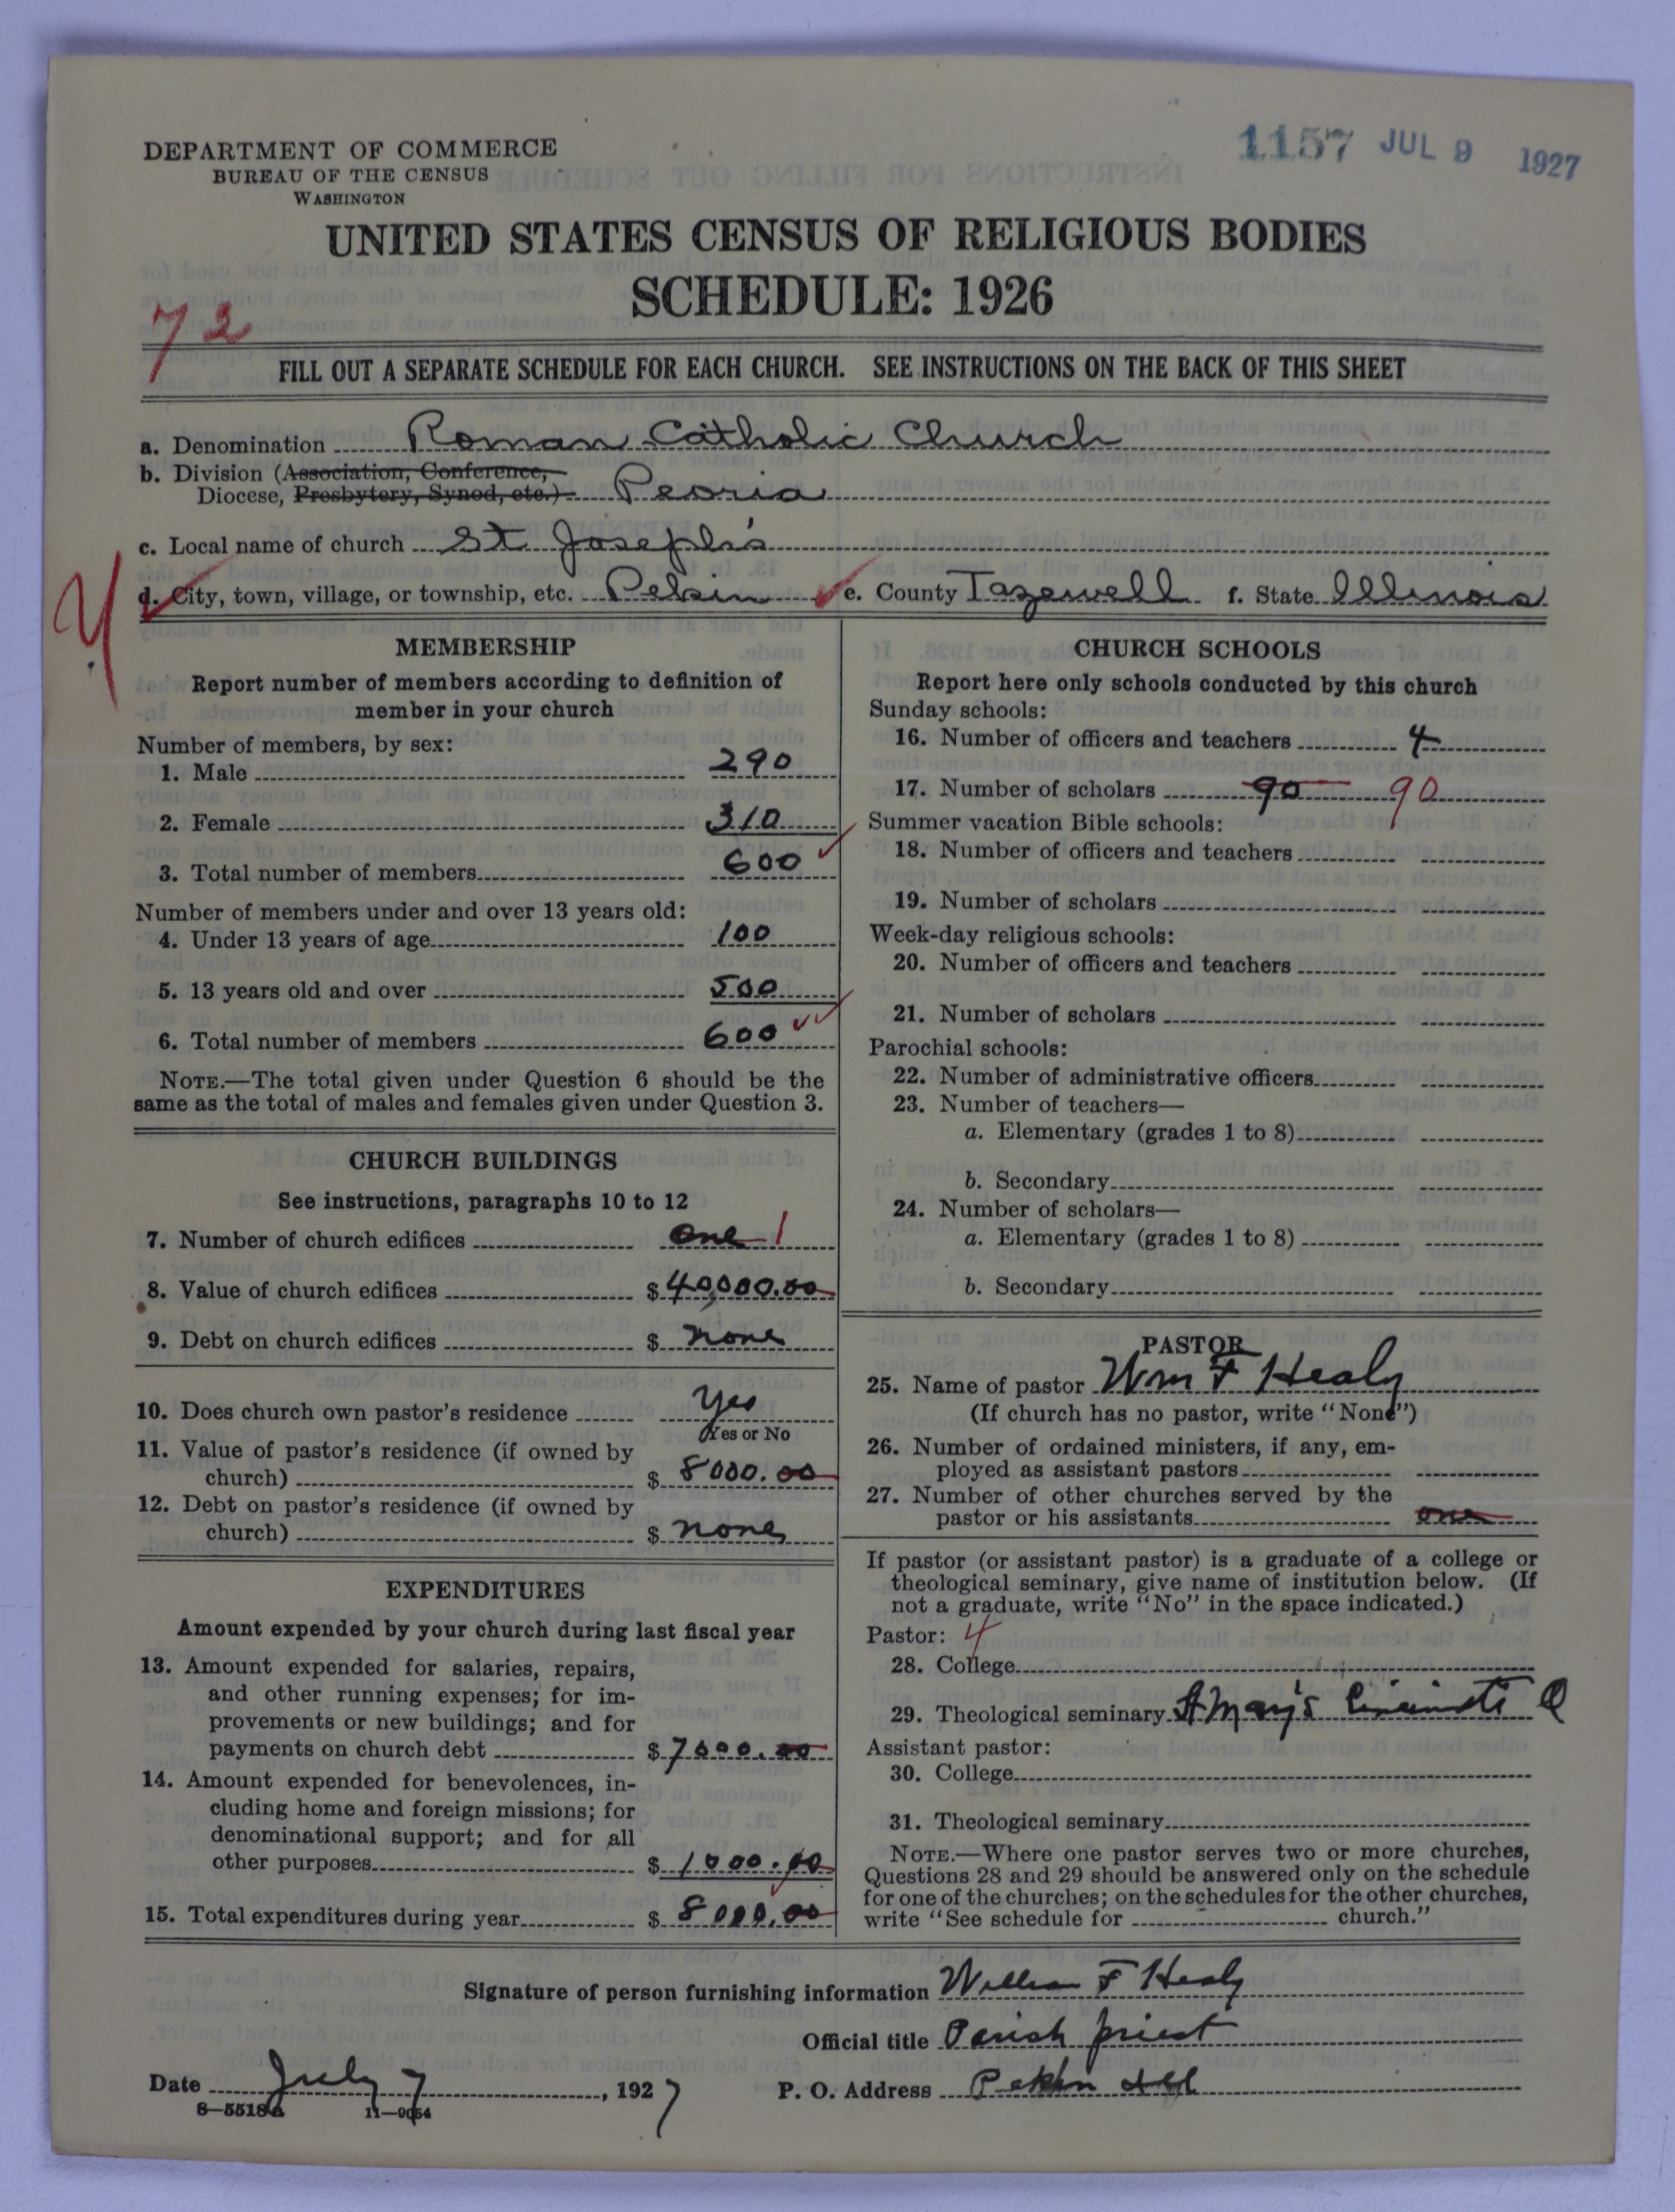 1157 JUL 9 1927
DEPARTMENT OF COMMERCE
BUREAU OF THE CENSUS
WASHINGTON
UNITED STATES CENSUS OF RELIGIOUS BODIES
SCHEDULE: 1926
72
FILL OUT A SEPARATE SCHEDULE FOR EACH CHURCH. SEE INSTRUCTIONS ON THE BACK OF THIS SHEET
a. Denomination Roman Catholic Church
b. Division (Association, Conference,
Diocese, Presbytery, Synod, etc.) Peoria
c. Local name of church St Joseph's
d. City, town, village, or township, etc. Pekin e. County Tazewell f. State Illinois
MEMBERSHIP
Report number of members according to definition of
member in your church
Number of members, by sex:
1. Male 290
2. Female 310
3. Total number of members 600
Number of members under and over 13 years old:
4. Under 13 years of age 100
5. 13 years old and over 500
6. Total number of members 600
NOTE.—The total given under Question 6 should be the
same as the total of males and females given under Question 3.
CHURCH BUILDINGS
See instructions, paragraphs 10 to 12
7. Number of church edifices one 1
8. Value of church edifices $ 40,000.00
9. Debt on church edifices $ none
10. Does church own pastor's residence Yes
Yes or No
11. Value of pastor's residence (if owned by
church) $ 8000.00
12. Debt on pastor's residence (if owned by
church) $ none
EXPENDITURES
Amount expended by your church during last fiscal year
13. Amount expended for salaries, repairs,
and other running expenses; for im-
provements or new buildings; and for
payments on church debt $ 7000.00
14. Amount expended for benevolences, in-
cluding home and foreign missions; for
denominational support; and for all
other purposes $ 1000.00
15. Total expenditures during year $ 8000.00
CHURCH SCHOOLS
Report here only schools conducted by this church
Sunday schools:
16. Number of officers and teachers 4
17. Number of scholars 90 90
Summer vacation Bible schools:
18. Number of officers and teachers
19. Number of scholars
Week-day religious schools:
20. Number of officers and teachers
21. Number of scholars
Parochial schools:
22. Number of administrative officers
23. Number of teachers—
a. Elementary (grades 1 to 8)
b. Secondary
24. Number of scholars—
a. Elementary (grades 1 to 8)
b. Secondary
PASTOR
25. Name of pastor Wm F Healy
(If church has no pastor, write "None")
26. Number of ordained ministers, if any, em-
ployed as assistant pastors
27. Number of other churches served by the
pastor or his assistants one
If pastor (or assistant pastor) is a graduate of a college or
theological seminary, give name of institution below. (If
not a graduate, write "No" in the space indicated.)
Pastor: 4
28. College
29. Theological seminary St Mary's Cincinnati O
Assistant pastor:
30. College
31. Theological seminary
NOTE.—Where one pastor serves two or more churches,
Questions 28 and 29 should be answered only on the schedule
for one of the churches; on the schedules for the other churches,
write "See schedule for church."
Signature of person furnishing information William F Healy
Official title Parish priest
Date July 7, 1927 P. O. Address Pekin Ill
8—5518a 11—9054